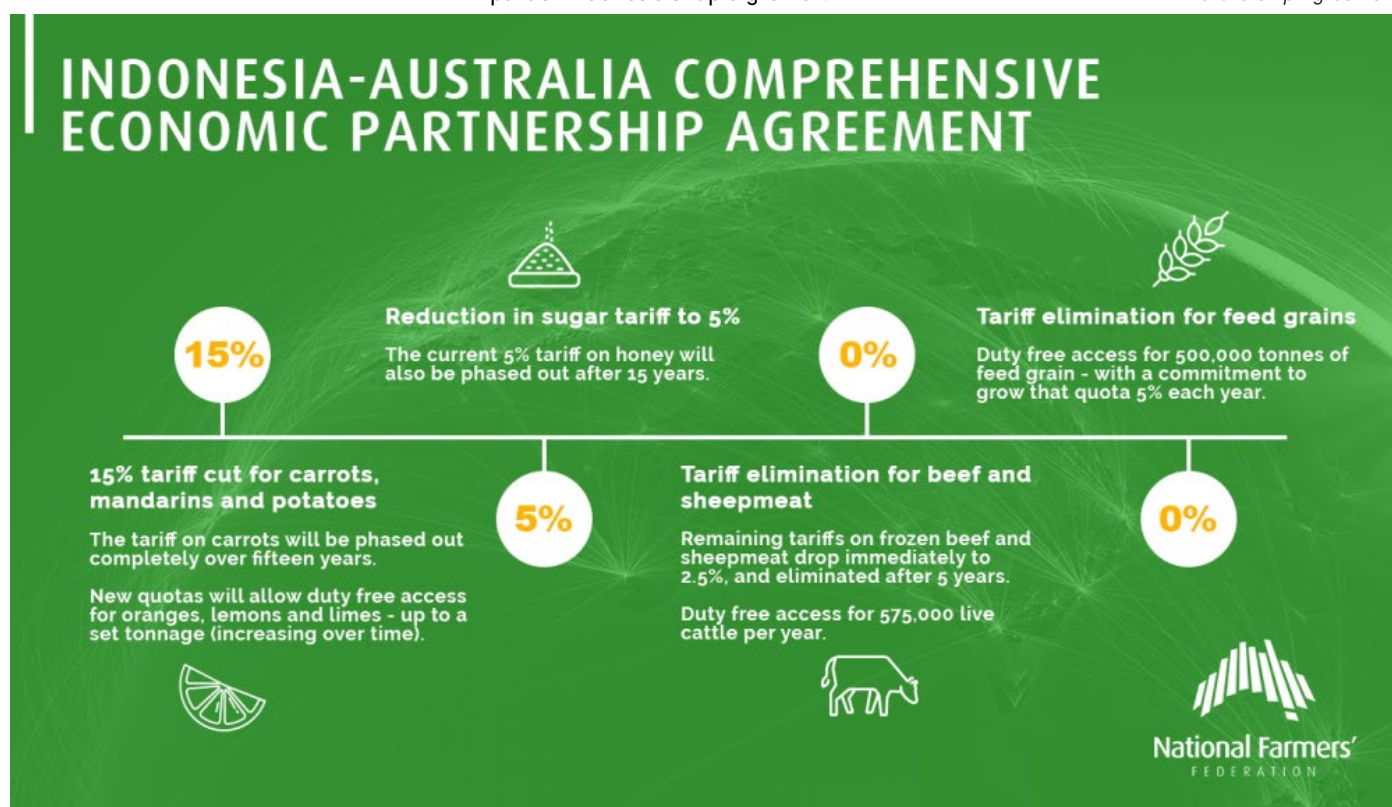 INDONESIA-AUSTRALIA COMPREHENSIVE
ECONOMIC PARTNERSHIP AGREEMENT
15%
15% tariff cut for carrots,
mandarins and potatoes
The tariff on carrots will be phased out
completely over fifteen years.
New quotas will allow duty free access
for oranges, lemons and limes - up to a
set tonnage (increasing over time).
Reduction in sugar tariff to 5%
The current 5% tariff on honey will
also be phased out after 15 years.
5%
0%
Tariff elimination for beef and
sheepmeat
Remaining tariffs on frozen beef and
sheepmeat drop immediately to
2.5%, and eliminated after 5 years.
Duty free access for 575,000 live
cattle per year.
Tariff elimination for feed grains
Duty free access for 500,000 tonnes of
feed grain - with a commitment to
grow that quota 5% each year.
0%
National Farmers'
FEDERATION